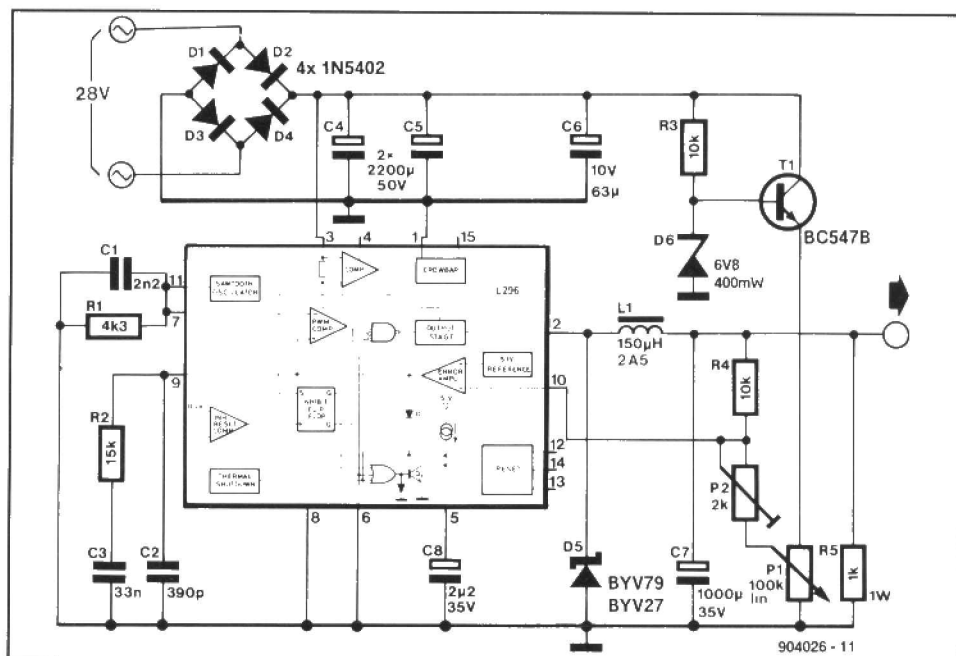 28V
D1
D2
4x 1N5402
D3
D4
C4
2×
2200µ
50V
C5
C6
10V
63µ
R3
10k
T1
BC547B
D6
6V8
400mW
3
4
1
15
C1
2n2
11
R1
4k3
7
SAWTOOTH
OSCILLATOR
COMP
CROWBAR
L296
PWM
COMP
OUTPUT
STAGE
5.1V
REFERENCE
ERROR
AMPL
2
10
L1
150µH
2A5
R4
10k
9
R2
15k
S
Q
INHIBIT
FLIP
FLOP
THERMAL
SHUTDOWN
RESET
12
14
13
P2
2k
8
6
5
C3
33n
C2
390p
C8
2µ2
35V
D5
BYV79
BYV27
C7
1000µ
35V
P1
100k
lin
R5
1k
1W
904026 - 11